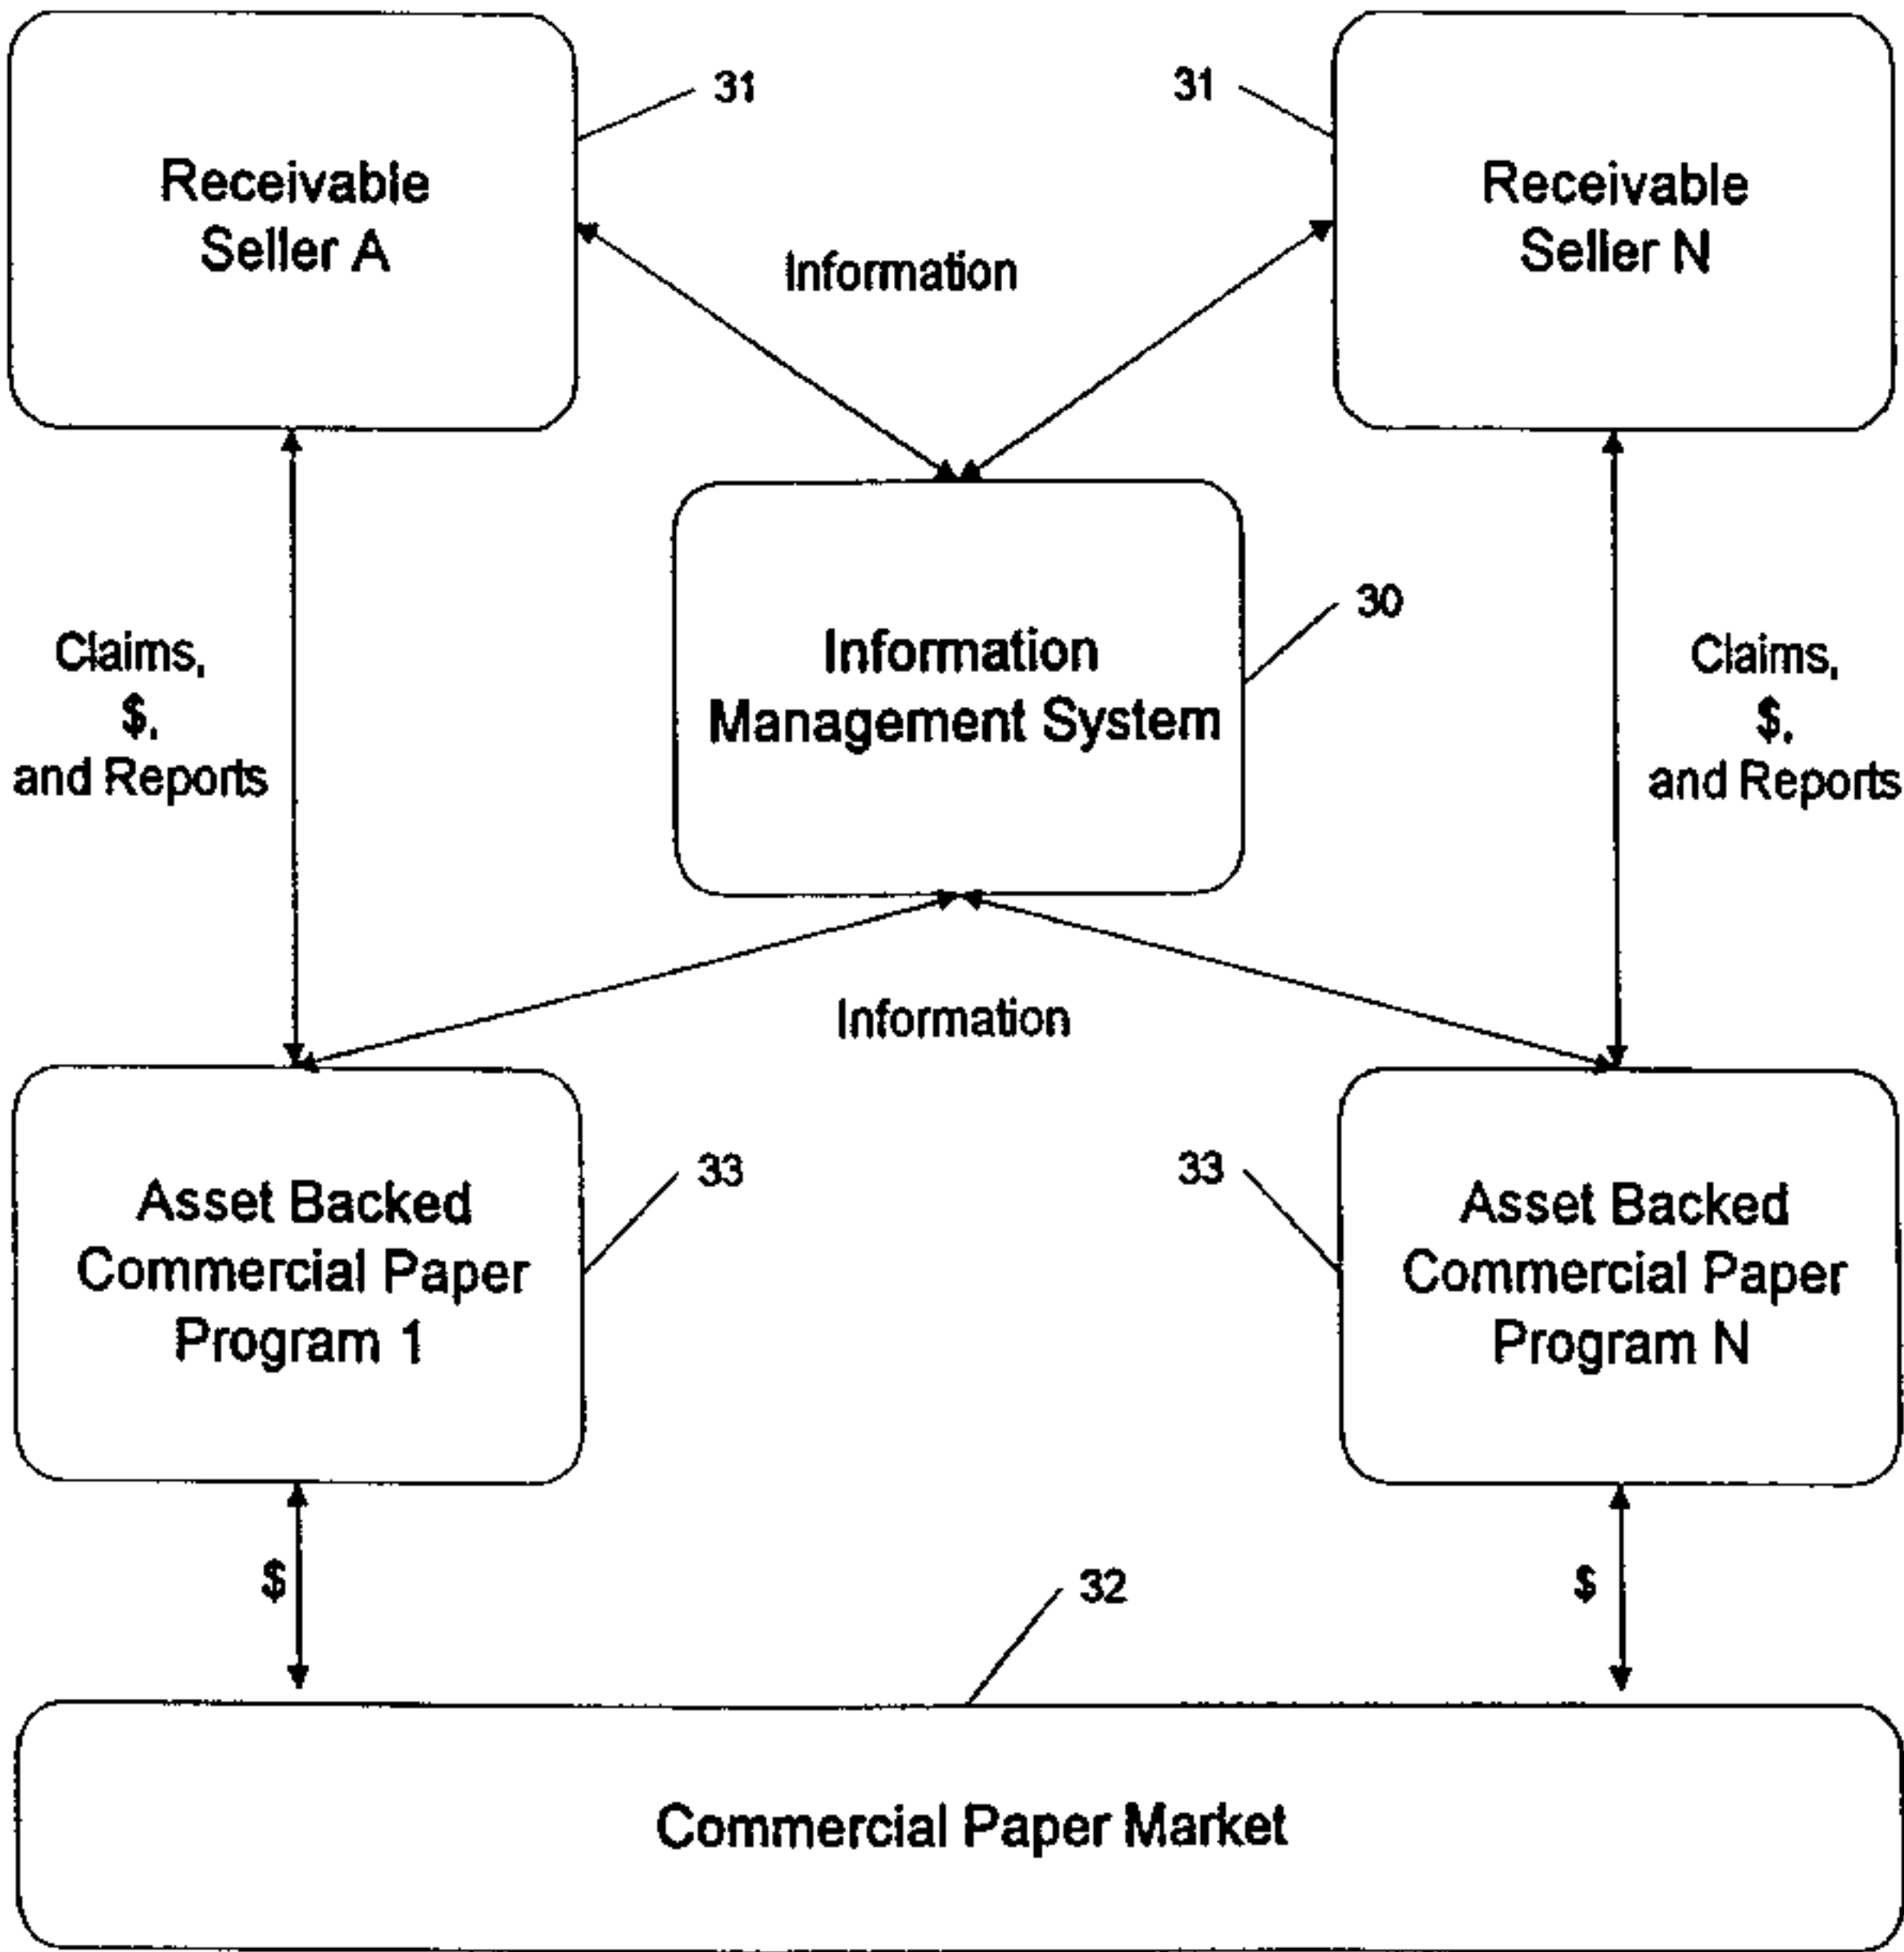 Receivable
Seller A
31
31
Receivable
Seller N
Information
Claims,
$,
and Reports
Information
Management System
30
Claims,
$,
and Reports
Information
Asset Backed
Commercial Paper
Program 1
33
33
Asset Backed
Commercial Paper
Program N
$
32
$
Commercial Paper Market